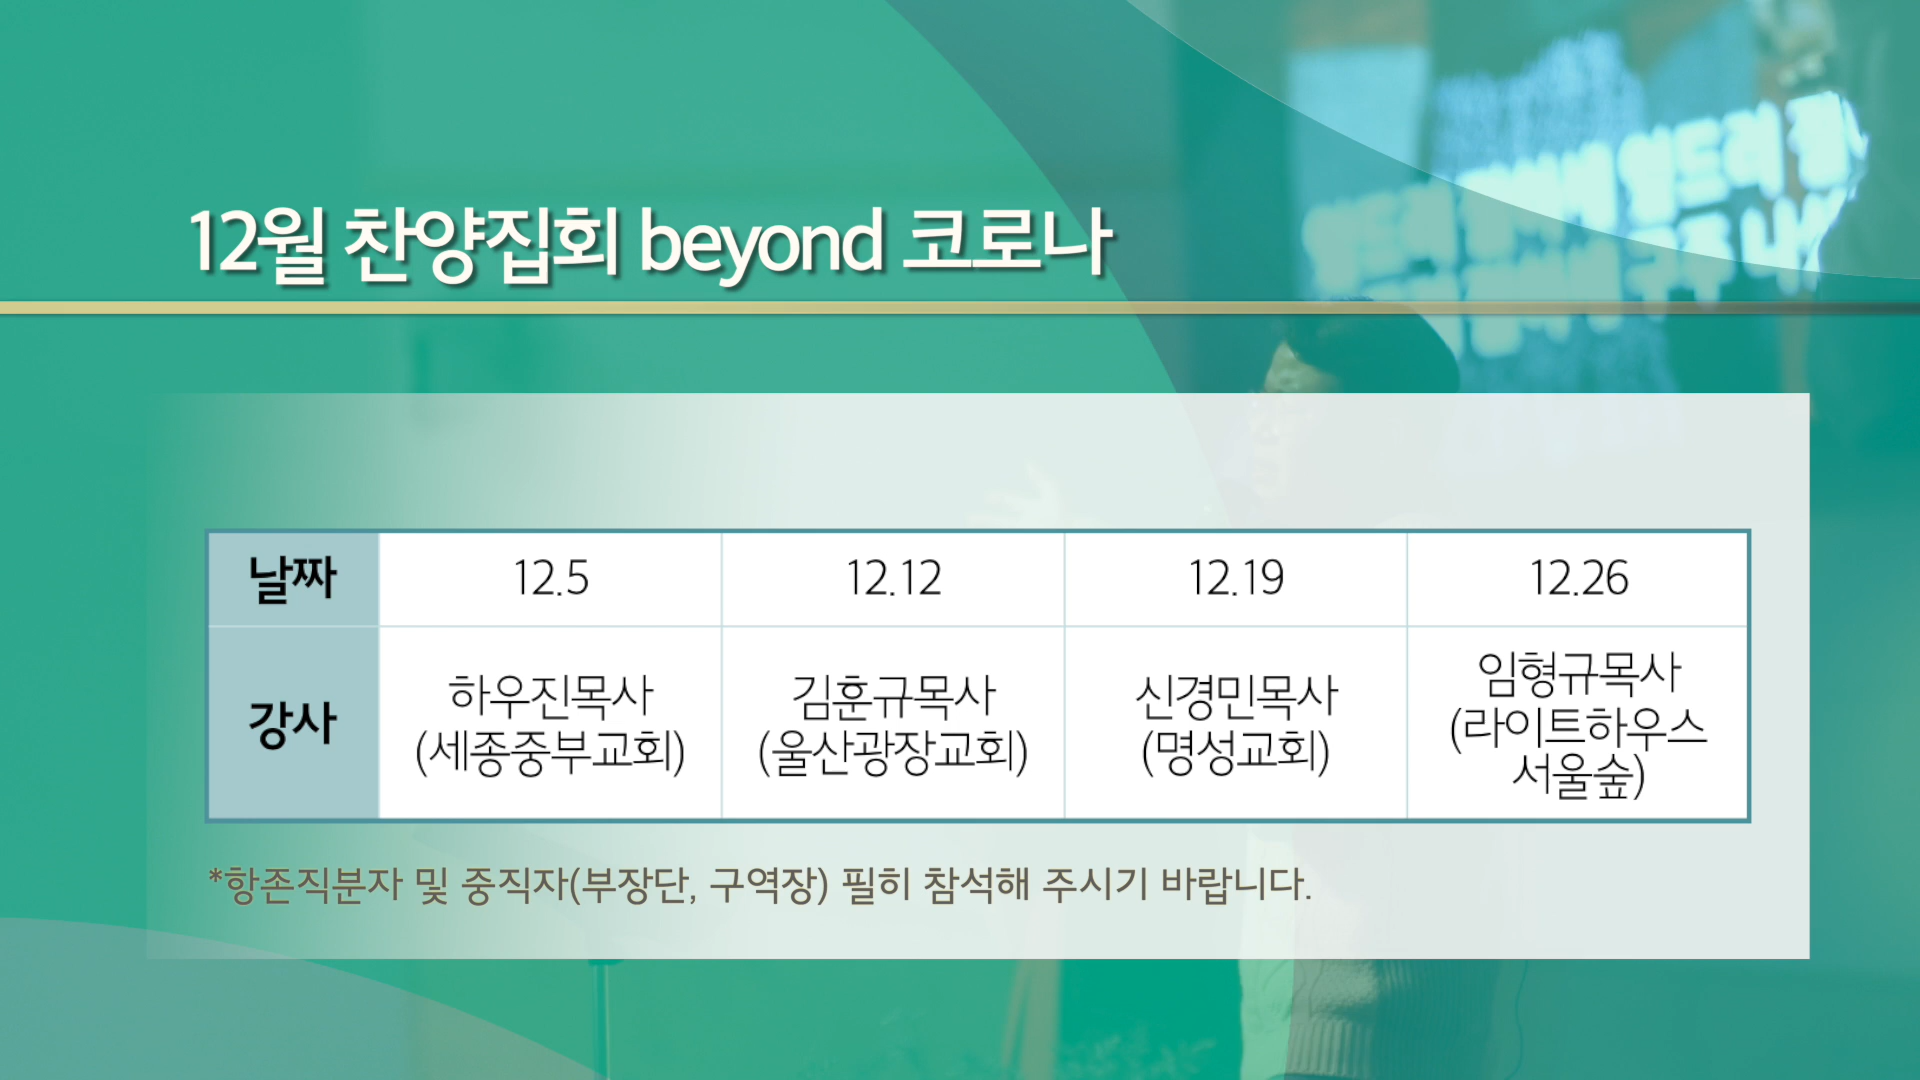 12월 찬양집회 beyond 코로나
날짜 12.5 12.12 12.19 12.26
강사
하우진목사
(세종중부교회)
김훈규목사
(울산광장교회)
신경민목사
(명성교회)
임형규목사
(라이트하우스
서울숲)
*항존직분자 및 중직자(부장단, 구역장) 필히 참석해 주시기 바랍니다.